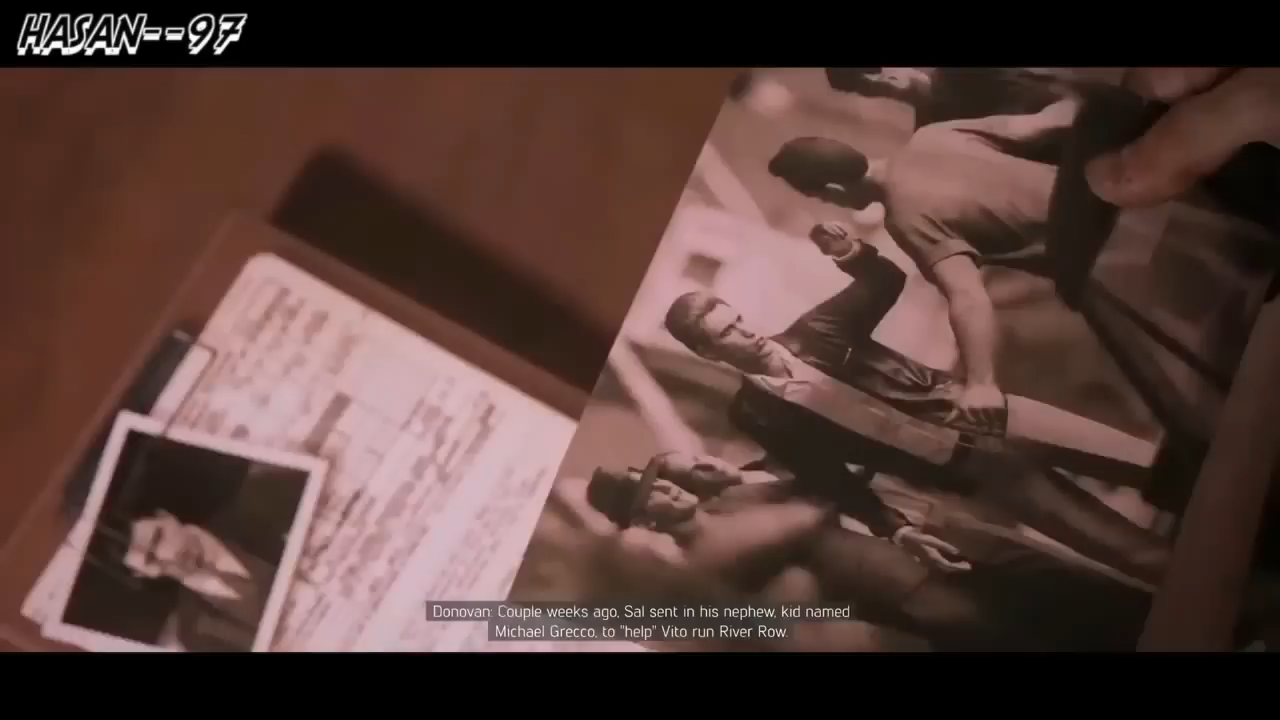 HASAN--97
Donovan: Couple weeks ago, Sal sent in his nephew, kid named
Michael Grecco, to "help" Vito run River Row.